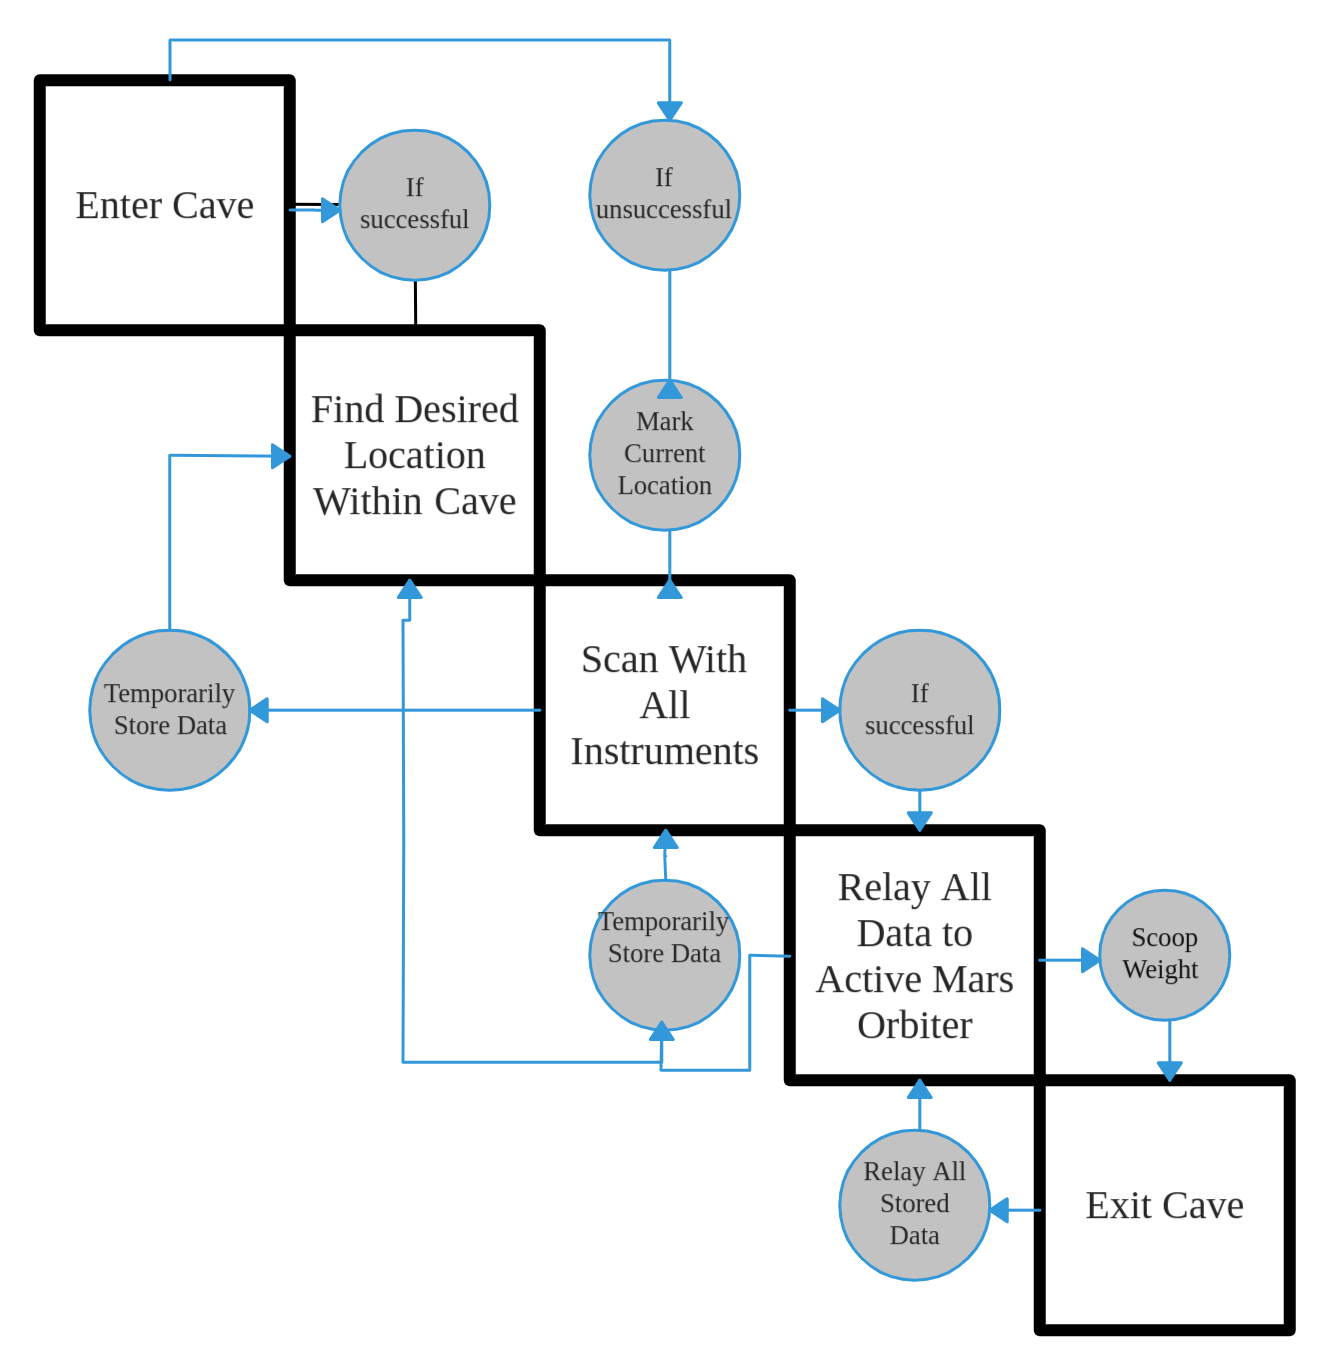 Enter Cave
If
successful
If
unsuccessful
Find Desired
Location
Within Cave
Mark
Current
Location
Temporarily
Store Data
Scan With
All
Instruments
If
successful
Temporarily
Store Data
Relay All
Data to
Active Mars
Orbiter
Scoop
Weight
Relay All
Stored
Data
Exit Cave